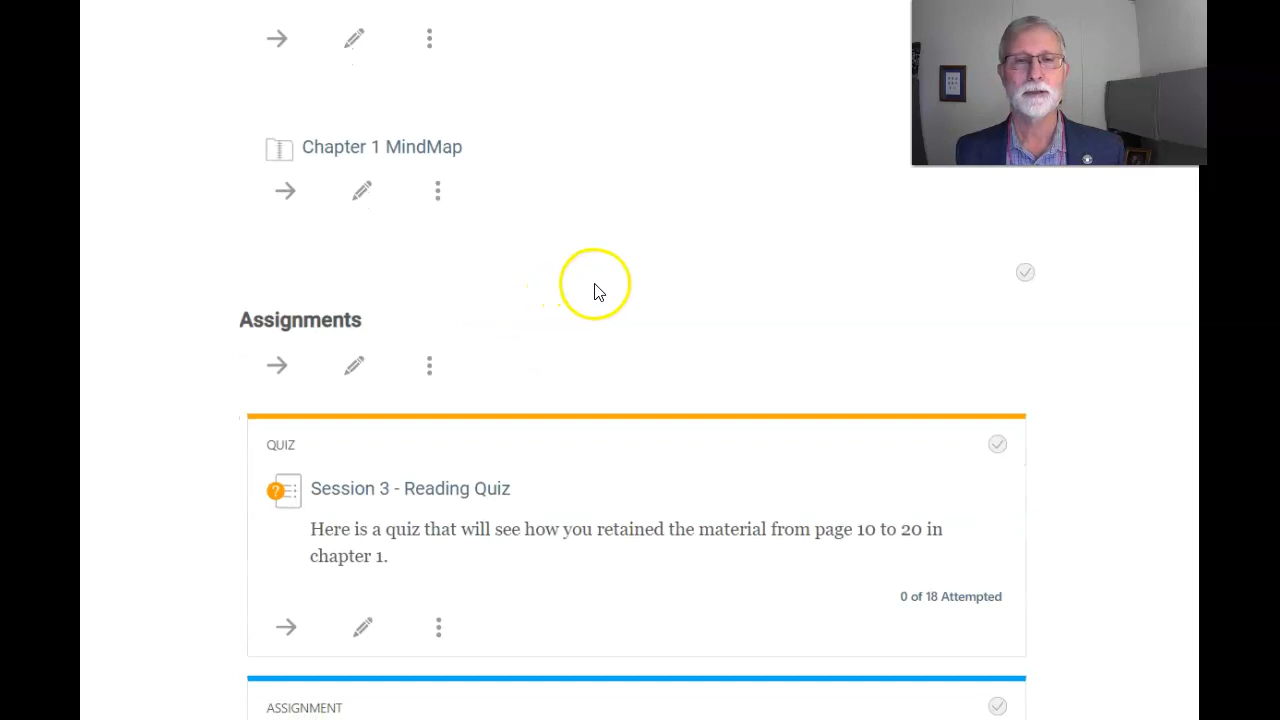 Chapter 1 MindMap
Assignments
QUIZ
Session 3 - Reading Quiz
Here is a quiz that will see how you retained the material from page 10 to 20 in
chapter 1.
0 of 18 Attempted
ASSIGNMENT